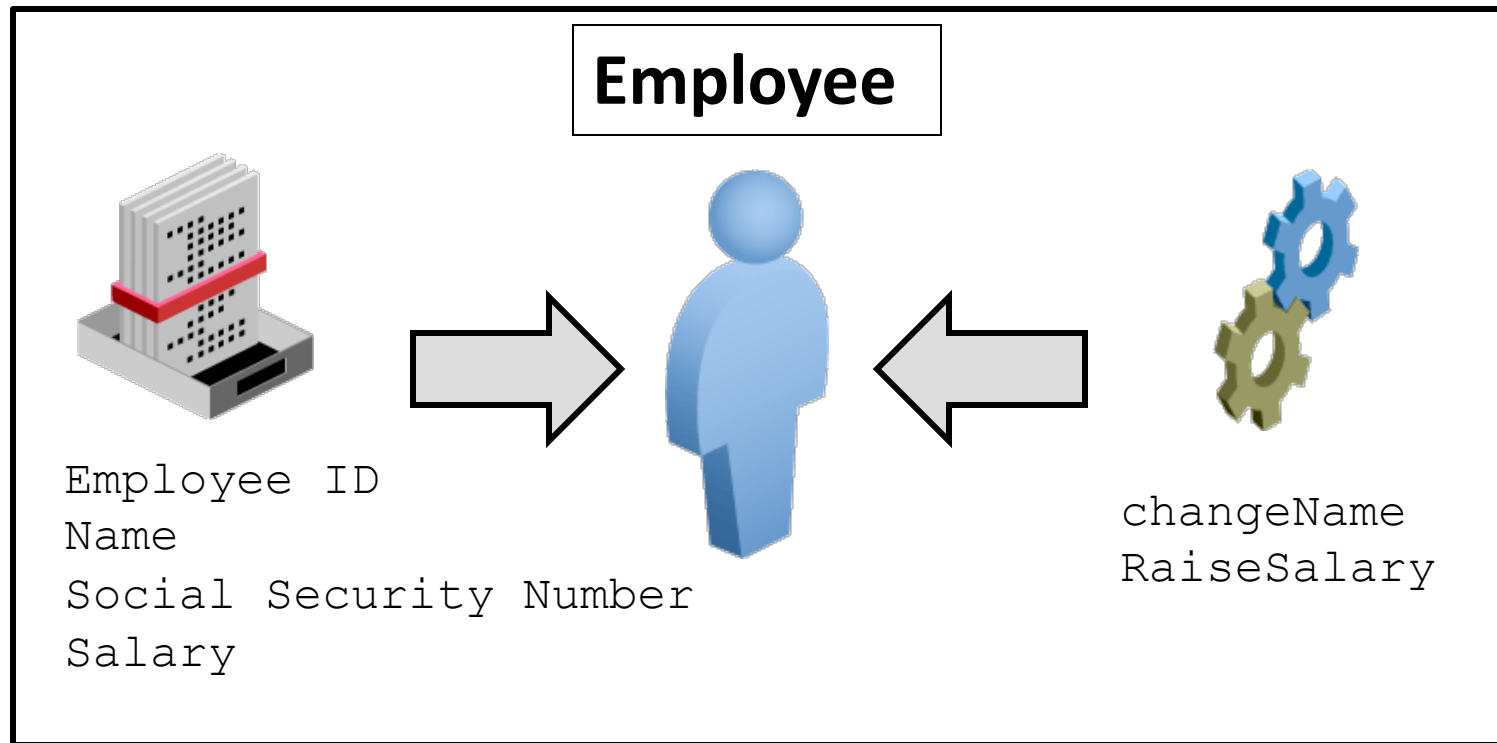 Employee
Employee ID
Name
Social Security Number
Salary
changeName
RaiseSalary